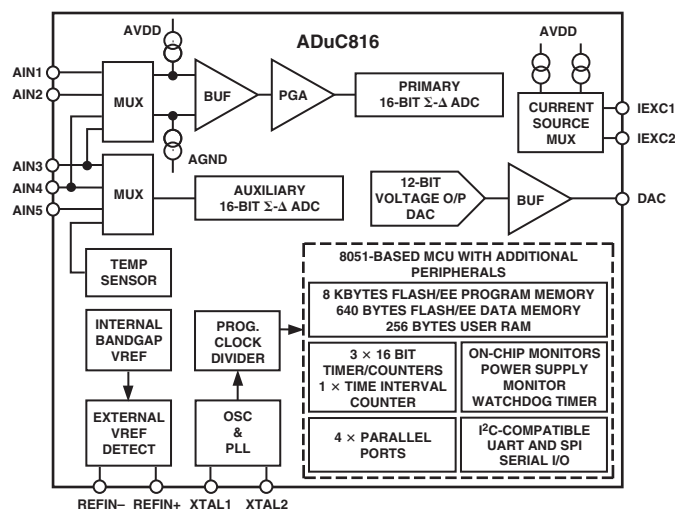 ADuC816
AVDD
AVDD
AIN1
AIN2
MUX
BUF
PGA
PRIMARY
16-BIT Σ-Δ ADC
CURRENT
SOURCE
MUX
IEXC1
IEXC2
AGND
AIN3
AIN4
AIN5
MUX
AUXILIARY
16-BIT Σ-Δ ADC
12-BIT
VOLTAGE O/P
DAC
BUF
DAC
TEMP
SENSOR
8051-BASED MCU WITH ADDITIONAL
PERIPHERALS
8 KBYTES FLASH/EE PROGRAM MEMORY
640 BYTES FLASH/EE DATA MEMORY
256 BYTES USER RAM
INTERNAL
BANDGAP
VREF
PROG.
CLOCK
DIVIDER
3 × 16 BIT
TIMER/COUNTERS
1 × TIME INTERVAL
COUNTER
ON-CHIP MONITORS
POWER SUPPLY
MONITOR
WATCHDOG TIMER
EXTERNAL
VREF
DETECT
OSC
&
PLL
4 × PARALLEL
PORTS
I²C-COMPATIBLE
UART AND SPI
SERIAL I/O
REFIN– REFIN+ XTAL1 XTAL2